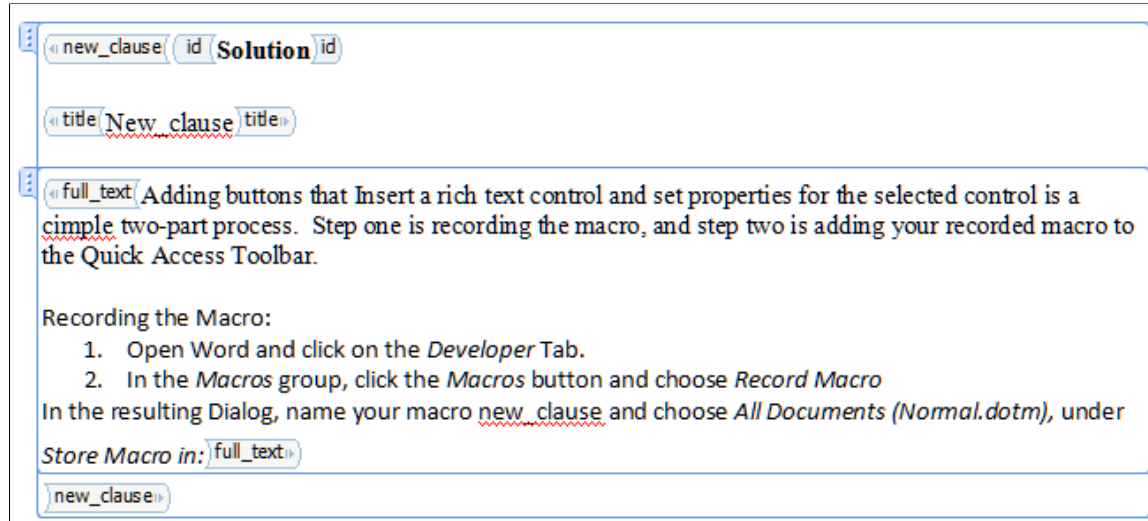 new_clause id Solution id
title New_clause title
full_text Adding buttons that Insert a rich text control and set properties for the selected control is a
cimple two-part process. Step one is recording the macro, and step two is adding your recorded macro to
the Quick Access Toolbar.
Recording the Macro:
1. Open Word and click on the Developer Tab.
2. In the Macros group, click the Macros button and choose Record Macro
In the resulting Dialog, name your macro new_clause and choose All Documents (Normal.dotm), under
Store Macro in: full_text
new_clause